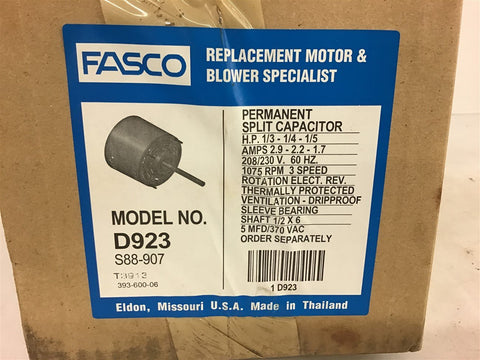 FASCO
REPLACEMENT MOTOR &
BLOWER SPECIALIST
PERMANENT
SPLIT CAPACITOR
H.P. 1/3 - 1/4 - 1/5
AMPS 2.9 - 2.2 - 1.7
208/230 V. 60 HZ.
1075 RPM 3 SPEED
ROTATION ELECT. REV.
THERMALLY PROTECTED
VENTILATION - DRIPPROOF
SLEEVE BEARING
SHAFT 1/2 X 6
5 MFD/370 VAC
ORDER SEPARATELY
MODEL NO.
D923
S88-907
T3912
393-600-06
1 D923
Eldon, Missouri U.S.A. Made in Thailand